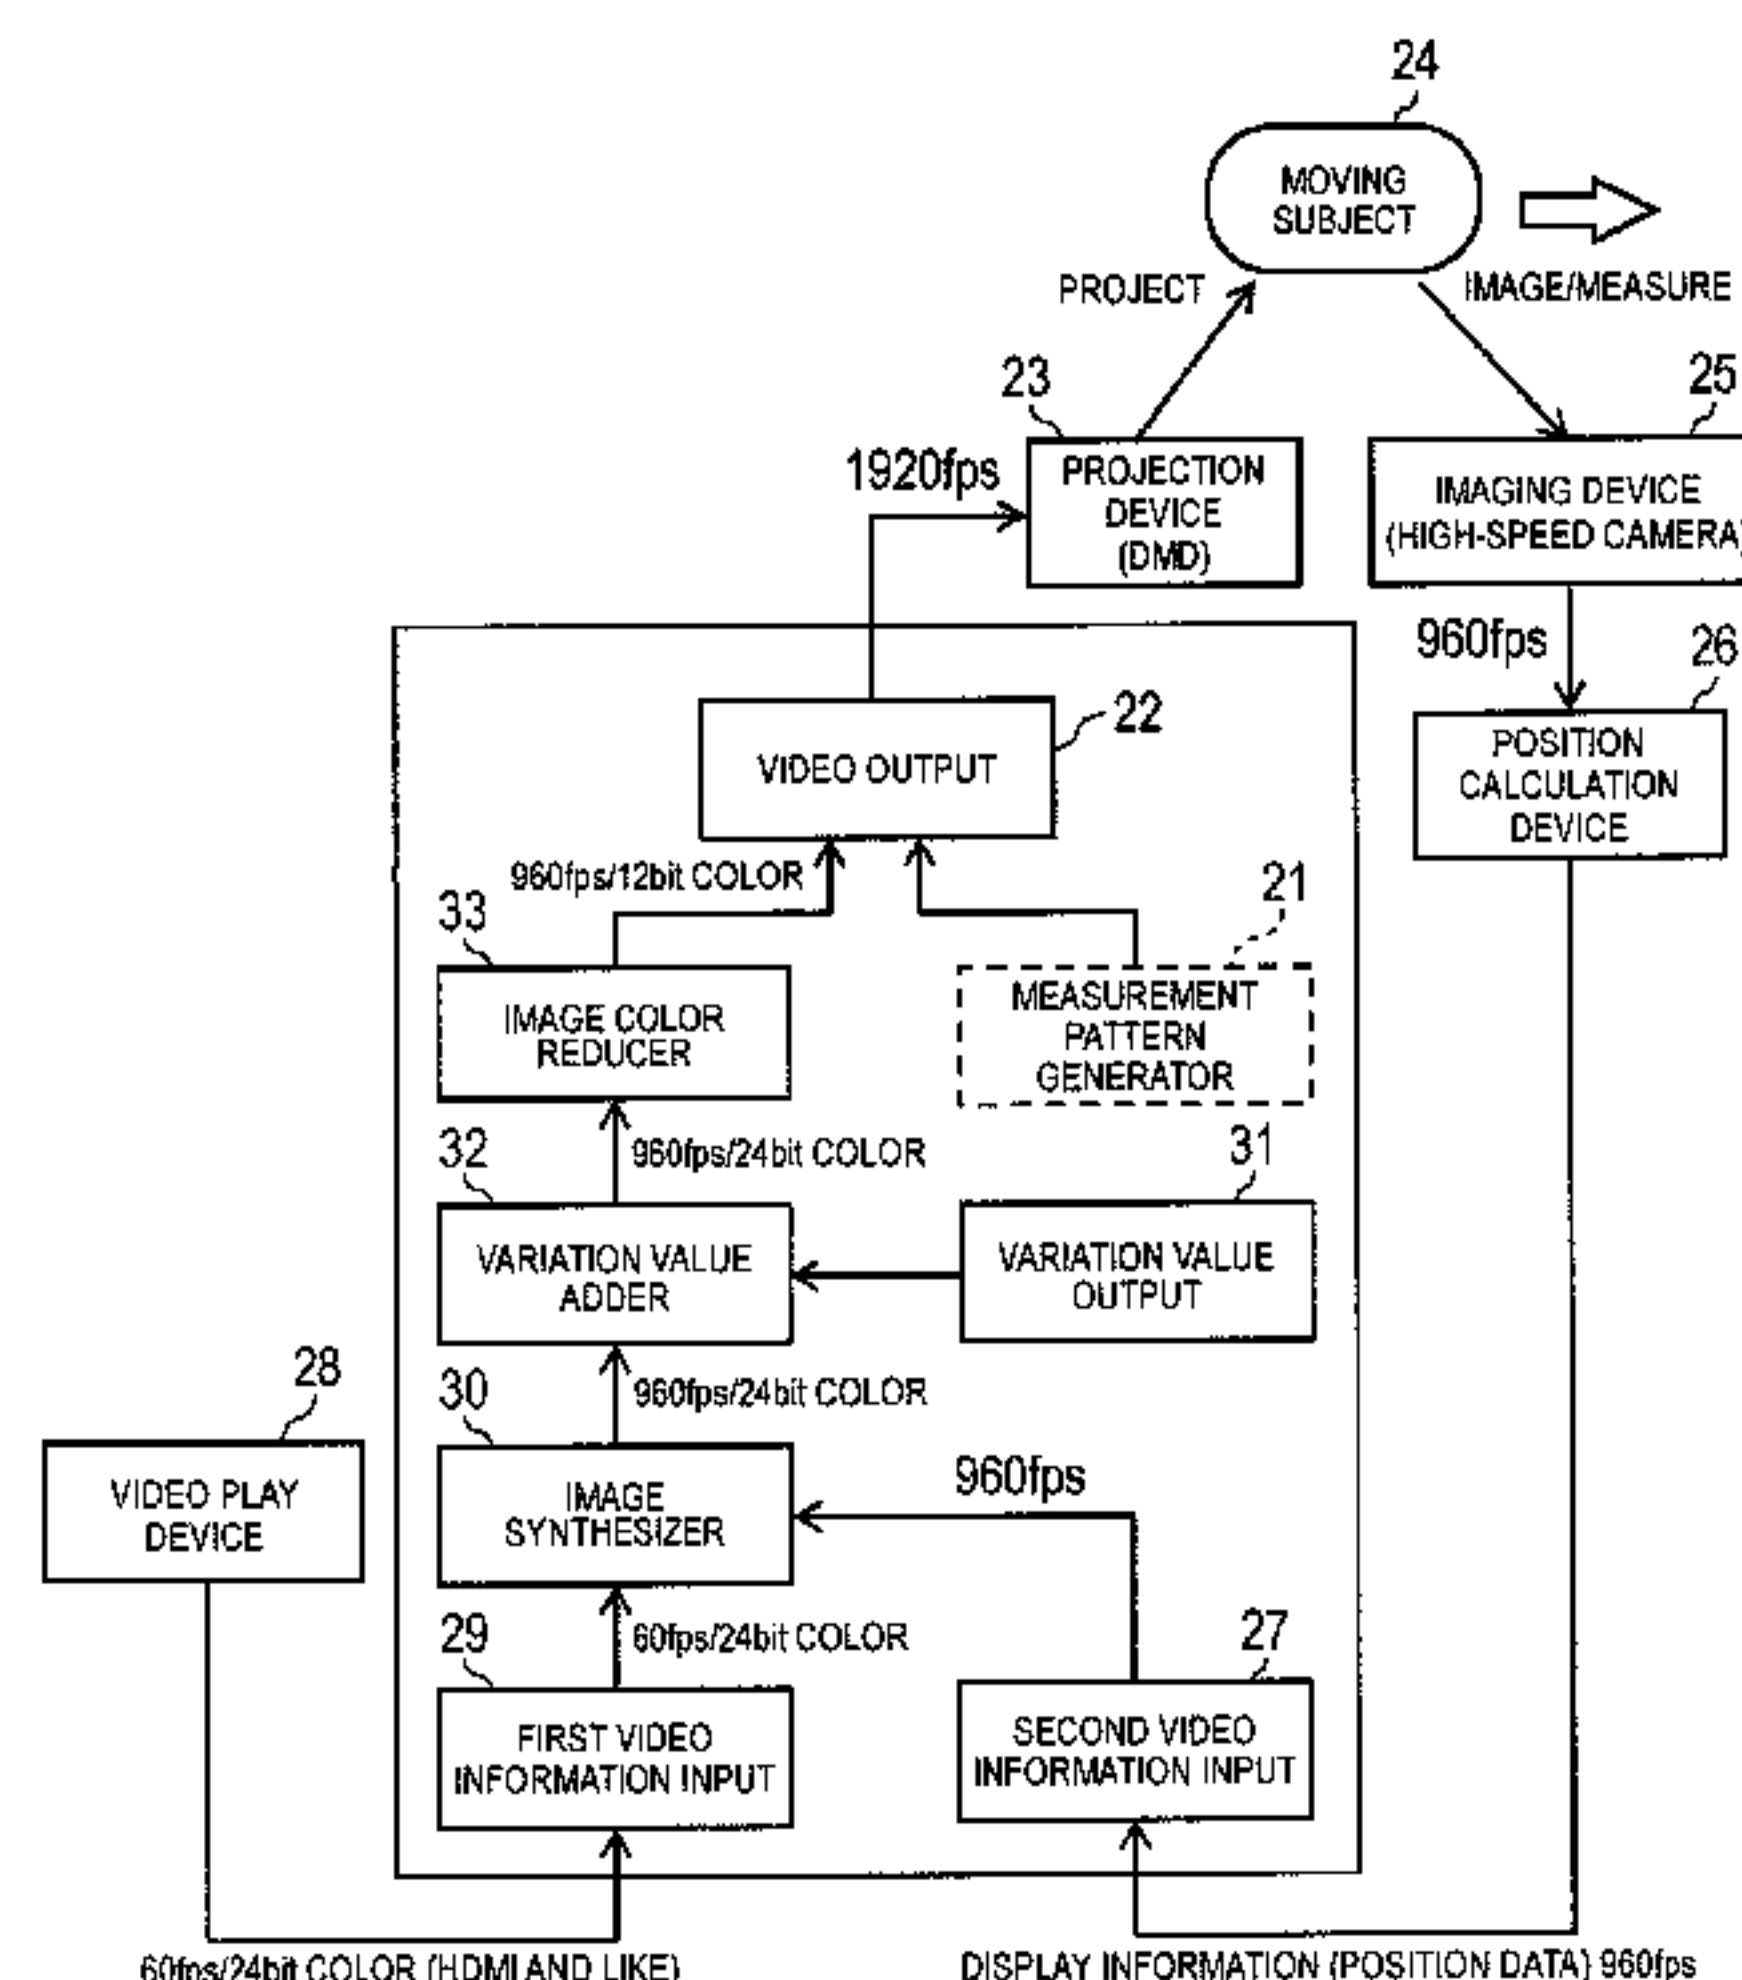 24
MOVING
SUBJECT
PROJECT
IMAGE/MEASURE
23
25
1920fps
PROJECTION
DEVICE
(DMD)
IMAGING DEVICE
(HIGH-SPEED CAMERA)
960fps
26
22
VIDEO OUTPUT
POSITION
CALCULATION
DEVICE
960fps/12bit COLOR
21
33
IMAGE COLOR
REDUCER
MEASUREMENT
PATTERN
GENERATOR
32
960fps/24bit COLOR
31
VARIATION VALUE
ADDER
VARIATION VALUE
OUTPUT
28
30
960fps/24bit COLOR
VIDEO PLAY
DEVICE
IMAGE
SYNTHESIZER
960fps
29
60fps/24bit COLOR
27
FIRST VIDEO
INFORMATION INPUT
SECOND VIDEO
INFORMATION INPUT
60fps/24bit COLOR (HDMI AND LIKE)
DISPLAY INFORMATION (POSITION DATA) 960fps